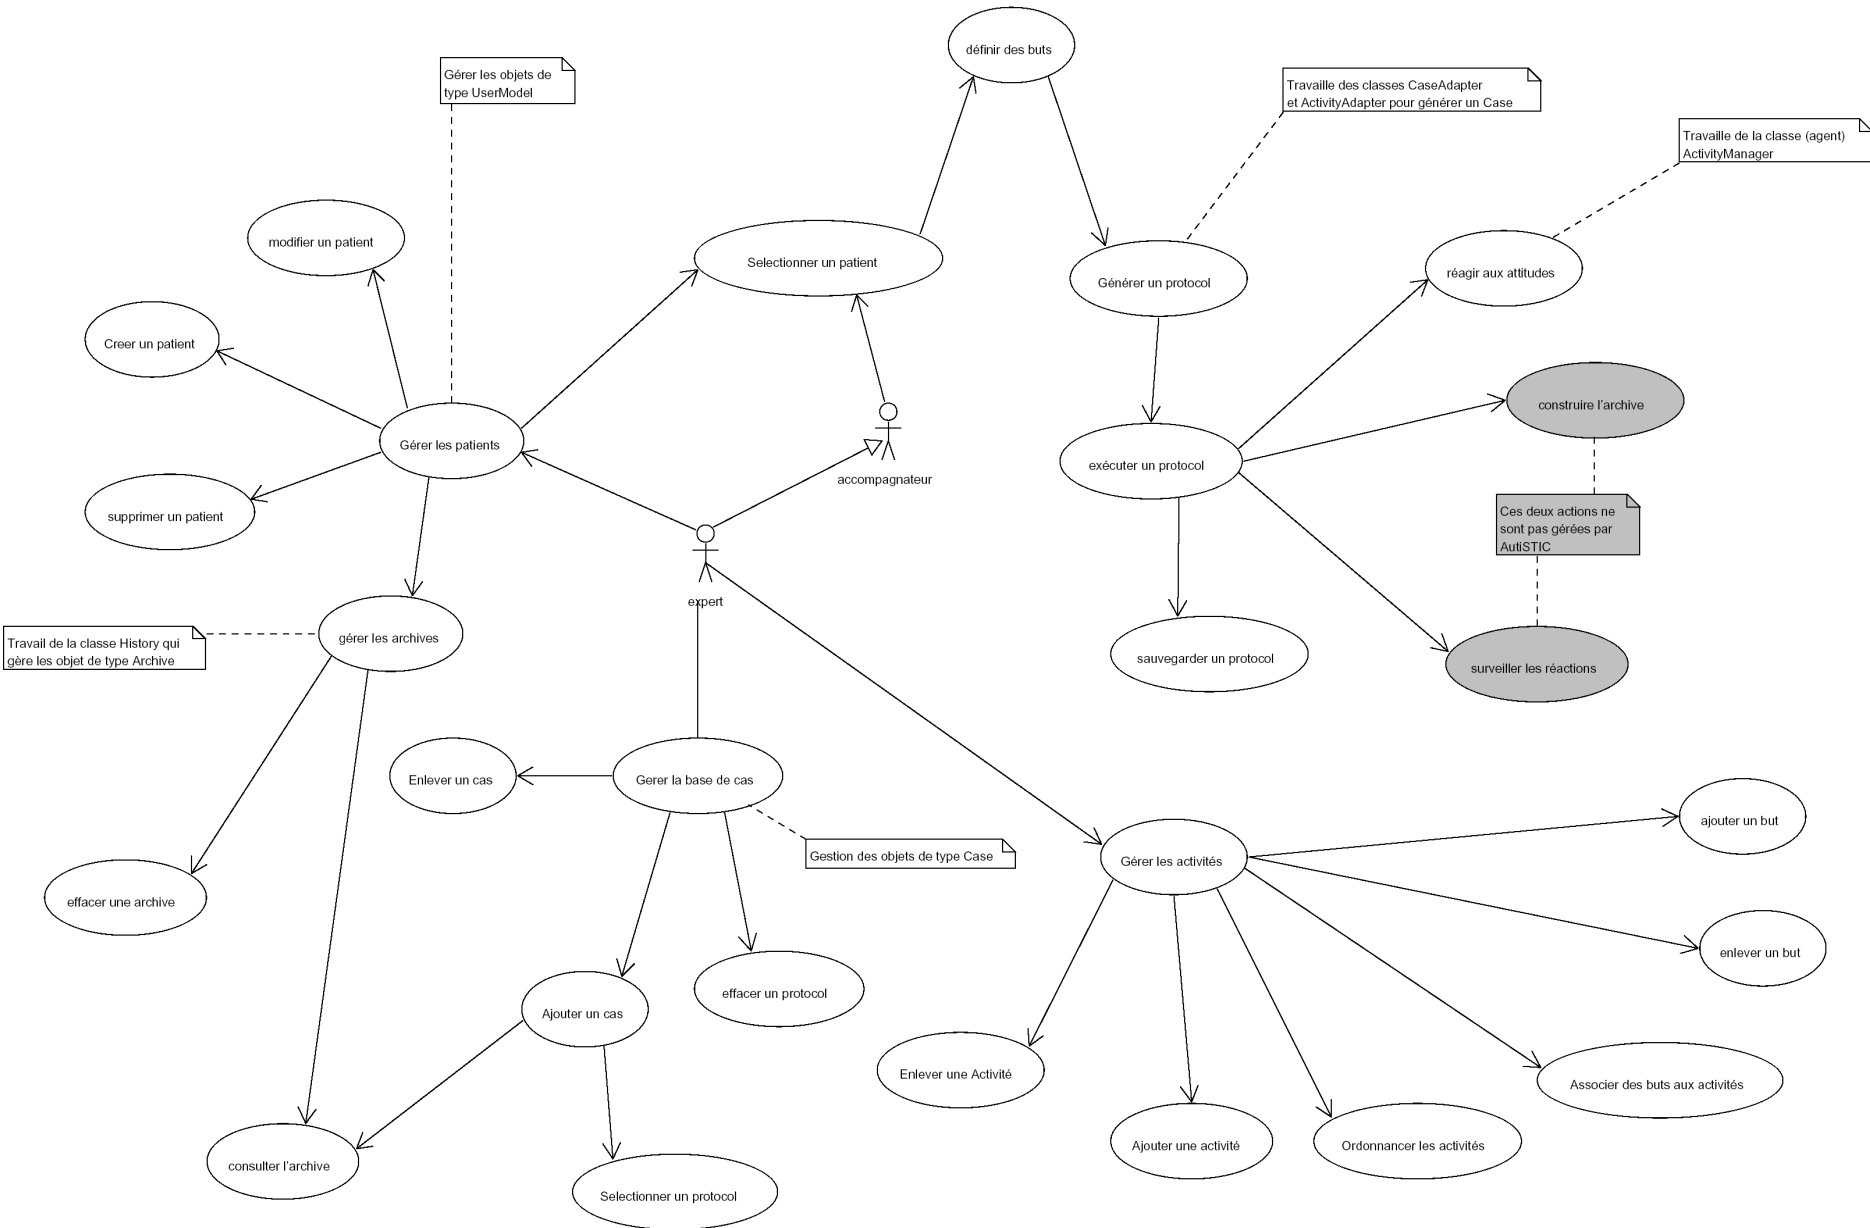 définir des buts
Gérer les objets de
type UserModel
Travaille des classes CaseAdapter
et ActivityAdapter pour générer un Case
Travaille de la classe (agent)
ActivityManager
modifier un patient
Selectionner un patient
Générer un protocol
réagir aux attitudes
Creer un patient
construire l'archive
Gérer les patients
exécuter un protocol
accompagnateur
supprimer un patient
Ces deux actions ne
sont pas gérées par
AutiSTIC
expert
Travail de la classe History qui
gère les objet de type Archive
gérer les archives
sauvegarder un protocol
surveiller les réactions
Enlever un cas
Gerer la base de cas
Gestion des objets de type Case
Gérer les activités
ajouter un but
effacer une archive
enlever un but
effacer un protocol
Ajouter un cas
Enlever une Activité
Associer des buts aux activités
Ajouter une activité
Ordonnancer les activités
consulter l'archive
Selectionner un protocol